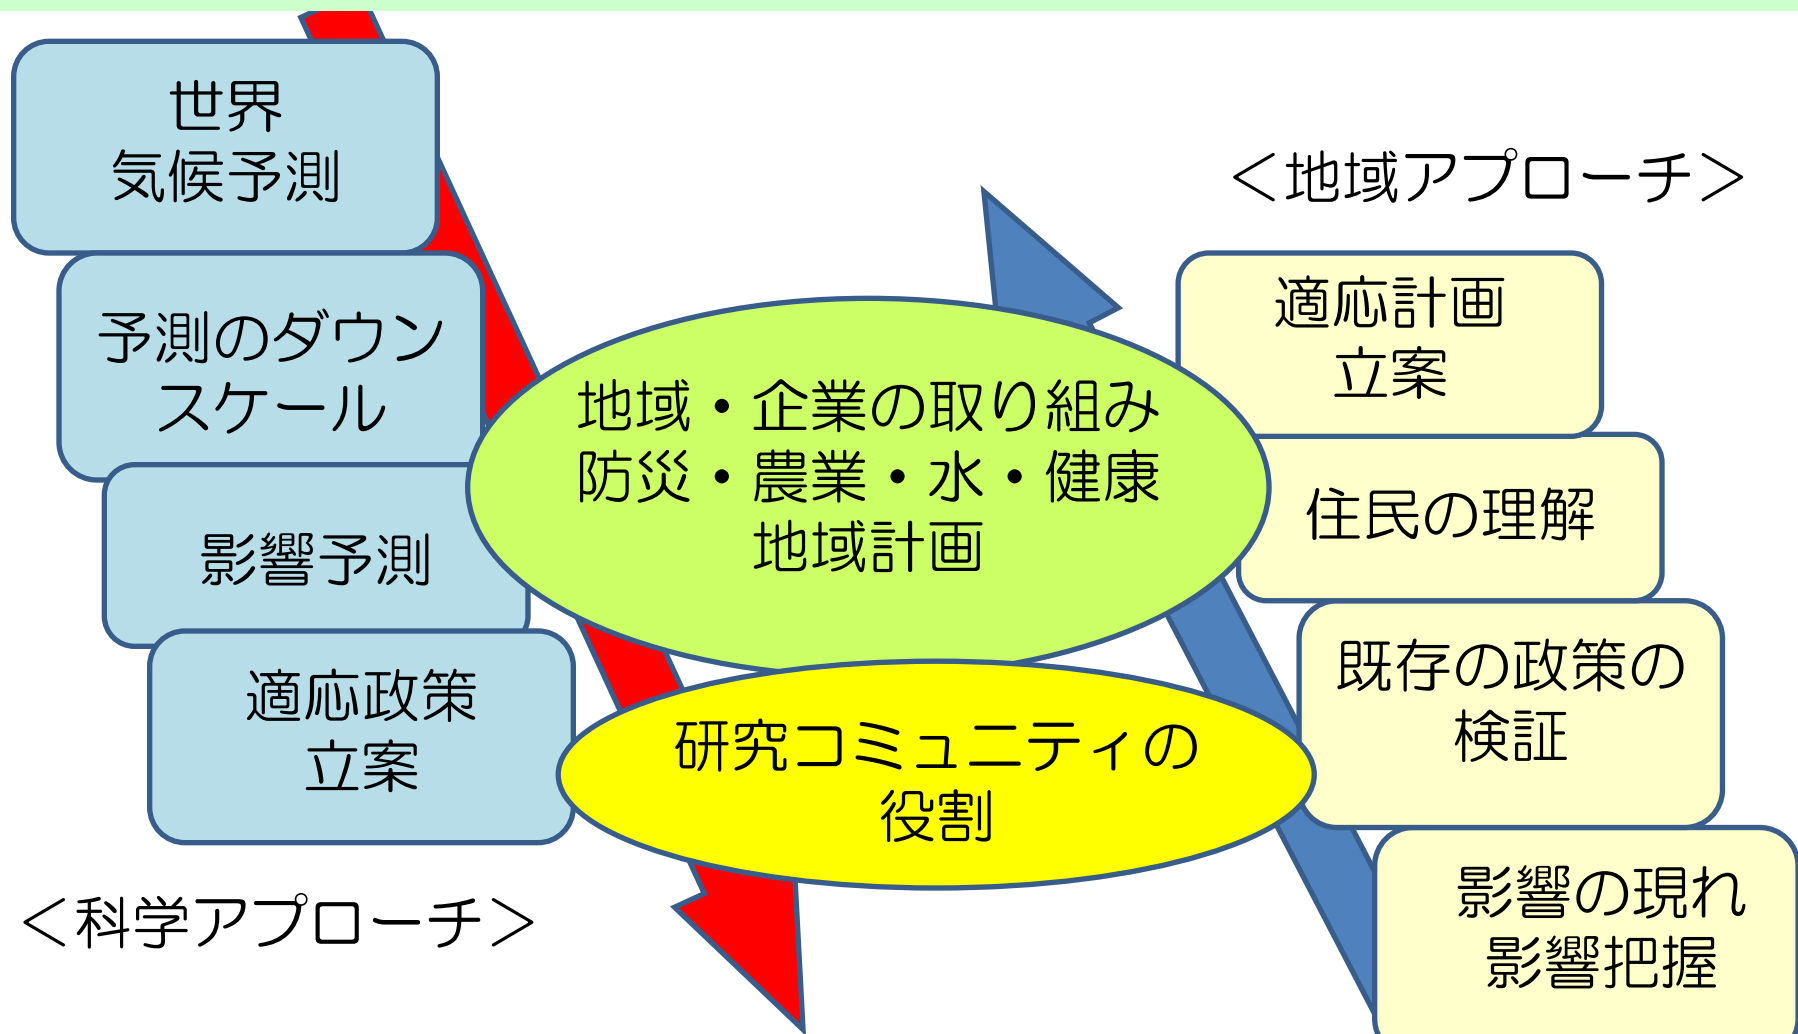 世界
気候予測
予測のダウン
スケール
影響予測
適応政策
立案
＜科学アプローチ＞
地域・企業の取り組み
防災・農業・水・健康
地域計画
研究コミュニティの
役割
＜地域アプローチ＞
適応計画
立案
住民の理解
既存の政策の
検証
影響の現れ
影響把握